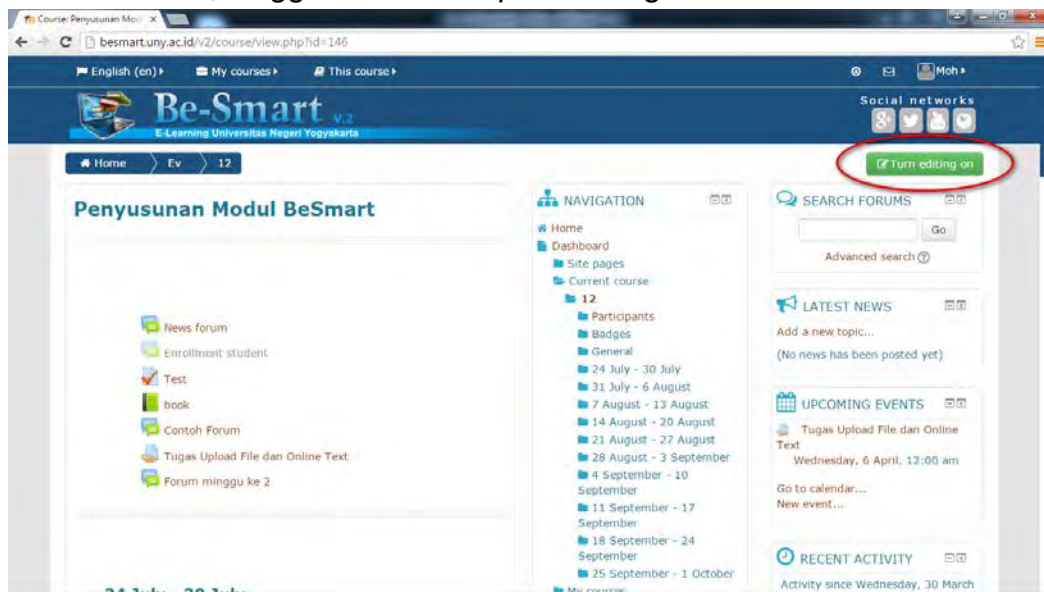 Course: Penyusunan Mo
besmart.uny.ac.id/v2/course/view.php?id=146
English (en)
My courses
This course
Moh
Be-Smart v.2
E-Learning Universitas Negeri Yogyakarta
Social networks
Home
Ev
12
Turn editing on
Penyusunan Modul BeSmart
News forum
Enrollment student
Test
book
Contoh Forum
Tugas Upload File dan Online Text
Forum minggu ke 2
24 July - 30 July
NAVIGATION
Home
Dashboard
Site pages
Current course
12
Participants
Badges
General
24 July - 30 July
31 July - 6 August
7 August - 13 August
14 August - 20 August
21 August - 27 August
28 August - 3 September
4 September - 10
September
11 September - 17
September
18 September - 24
September
25 September - 1 October
My courses
SEARCH FORUMS
Go
Advanced search
LATEST NEWS
Add a new topic...
(No news has been posted yet)
UPCOMING EVENTS
Tugas Upload File dan Online
Text
Wednesday, 6 April, 12:00 am
Go to calendar...
New event...
RECENT ACTIVITY
Activity since Wednesday, 30 March